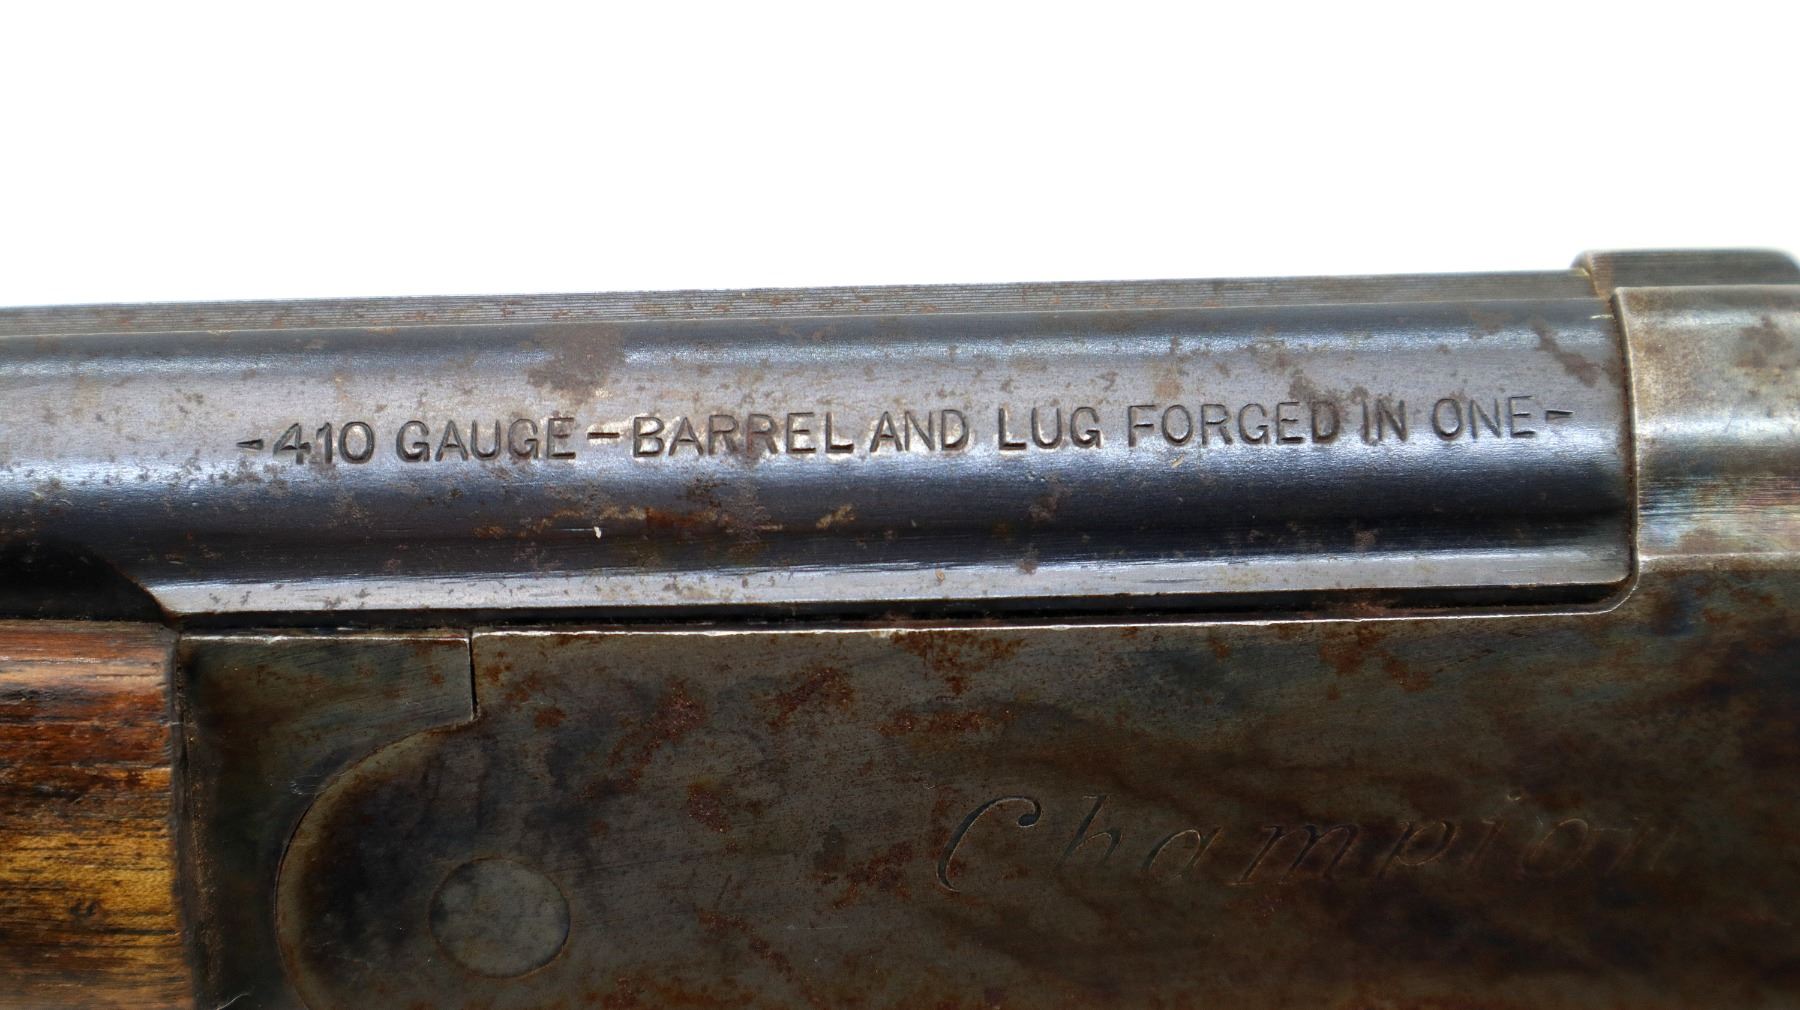 -410 GAUGE-BARREL AND LUG FORGED IN ONE-
Champion